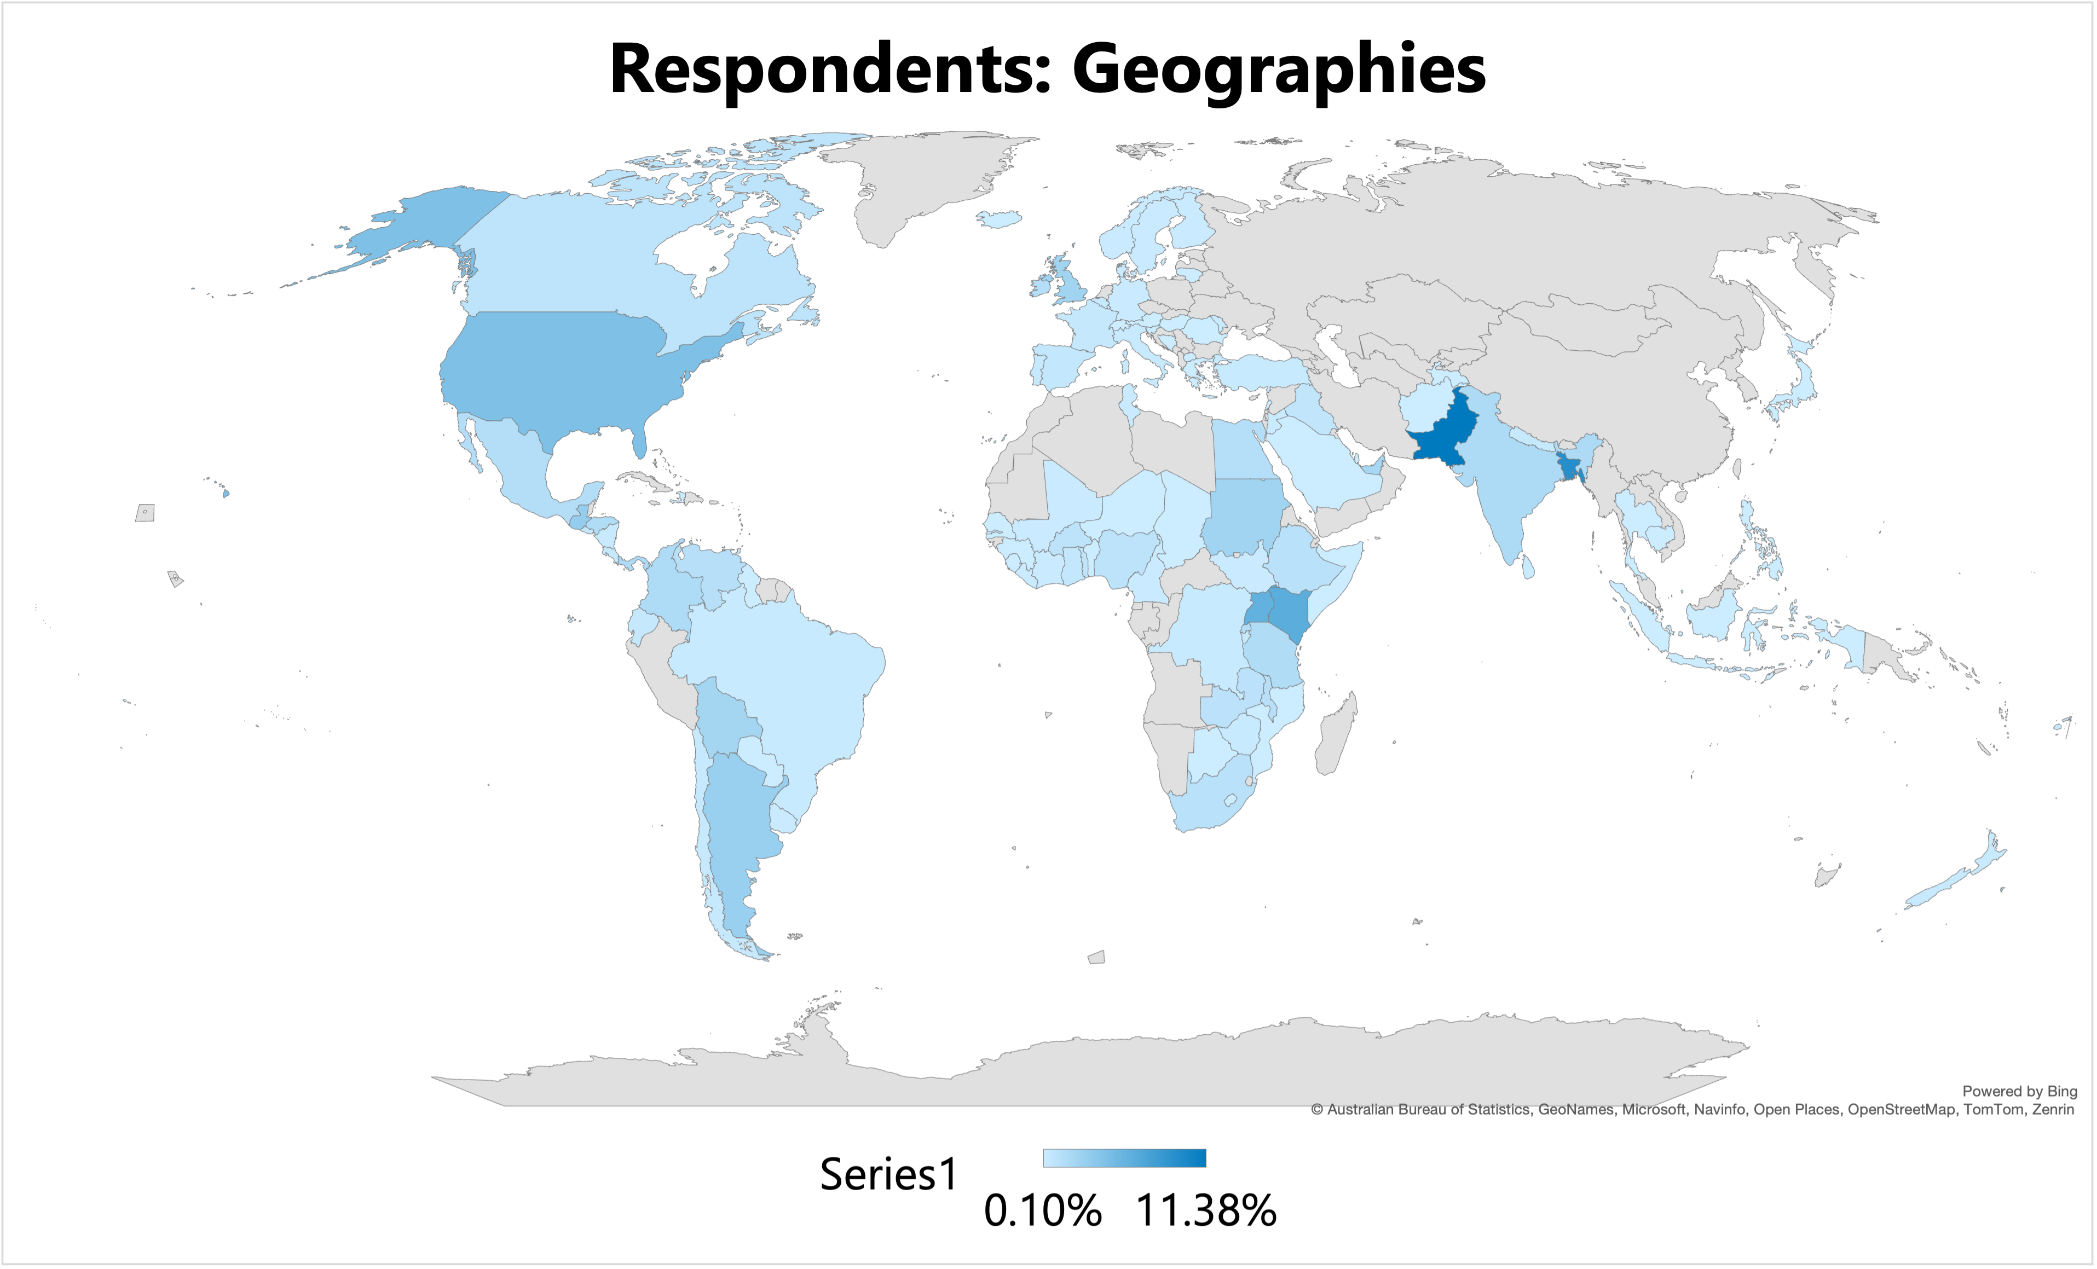 Respondents: Geographies
Powered by Bing
© Australian Bureau of Statistics, GeoNames, Microsoft, Navinfo, Open Places, OpenStreetMap, TomTom, Zenrin
Series1
0.10% 11.38%